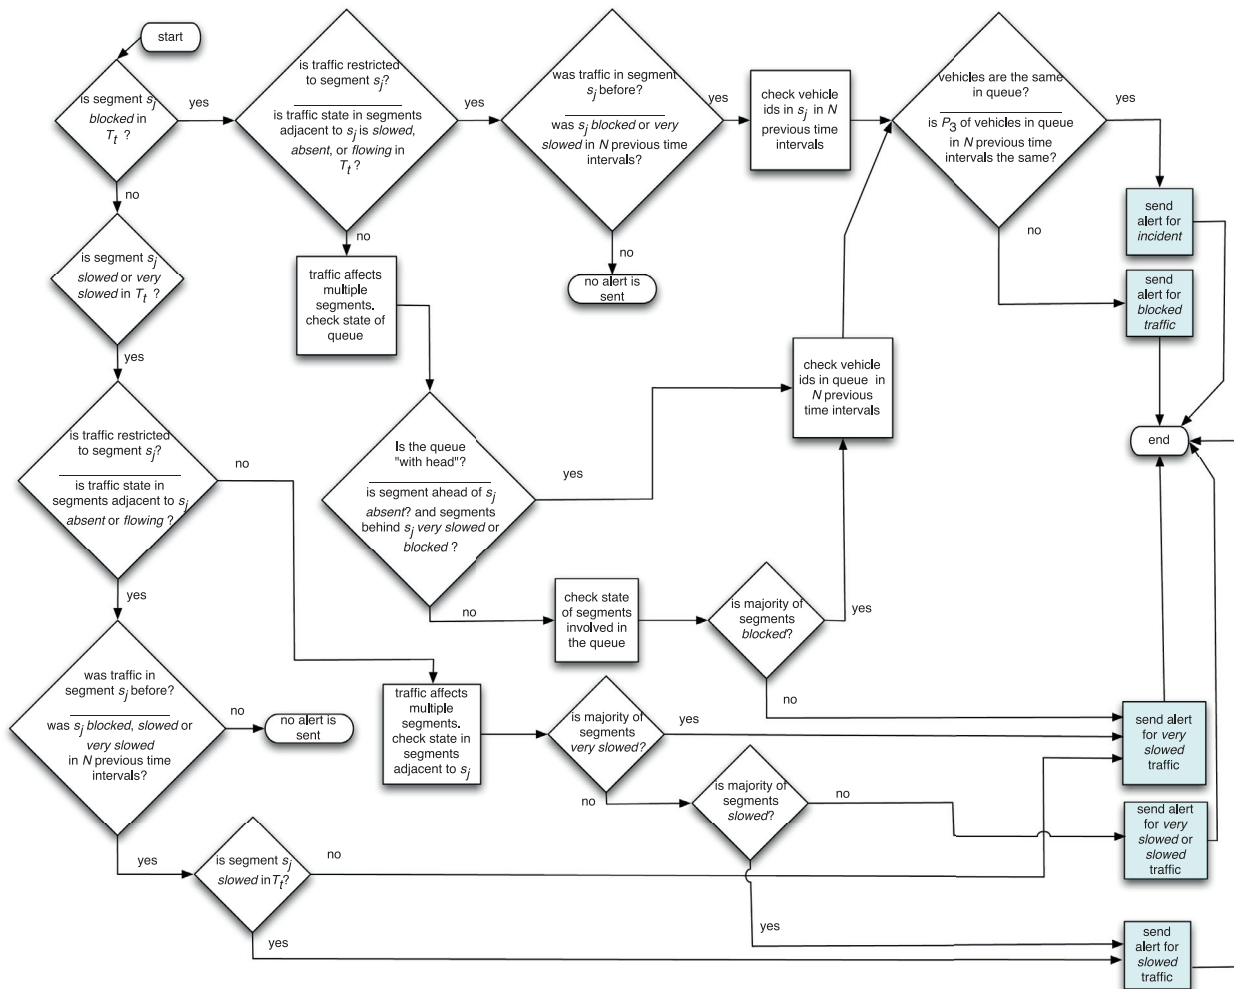 start
is segment sj
blocked in
Tt ?
yes
no
is traffic restricted
to segment sj?
is traffic state in segments
adjacent to sj is slowed,
absent, or flowing in
Tt ?
yes
no
was traffic in segment
sj before?
was sj blocked or very
slowed in N previous time
intervals?
yes
no
no alert is
sent
check vehicle
ids in sj in N
previous time
intervals
vehicles are the same
in queue?
is P3 of vehicles in queue
in N previous time
intervals the same?
yes
no
send
alert for
incident
send
alert for
blocked
traffic
end
is segment sj
slowed or very
slowed in Tt ?
yes
traffic affects
multiple
segments.
check state of
queue
check vehicle
ids in queue in
N previous
time intervals
is traffic restricted
to segment sj?
is traffic state in
segments adjacent to sj
absent or flowing ?
no
yes
Is the queue
"with head"?
is segment ahead of sj
absent? and segments
behind sj very slowed or
blocked ?
yes
no
check state
of segments
involved in
the queue
is majority of
segments
blocked?
yes
no
was traffic in
segment sj before?
was sj blocked, slowed or
very slowed
in N previous time
intervals?
no
yes
no alert is
sent
traffic affects
multiple
segments.
check state in
segments
adjacent to sj
is majority of
segments
very slowed?
yes
no
send alert
for very
slowed
traffic
is majority of
segments
slowed?
no
yes
send alert
for very
slowed or
slowed
traffic
is segment sj
slowed in Tt?
no
yes
send
alert for
slowed
traffic